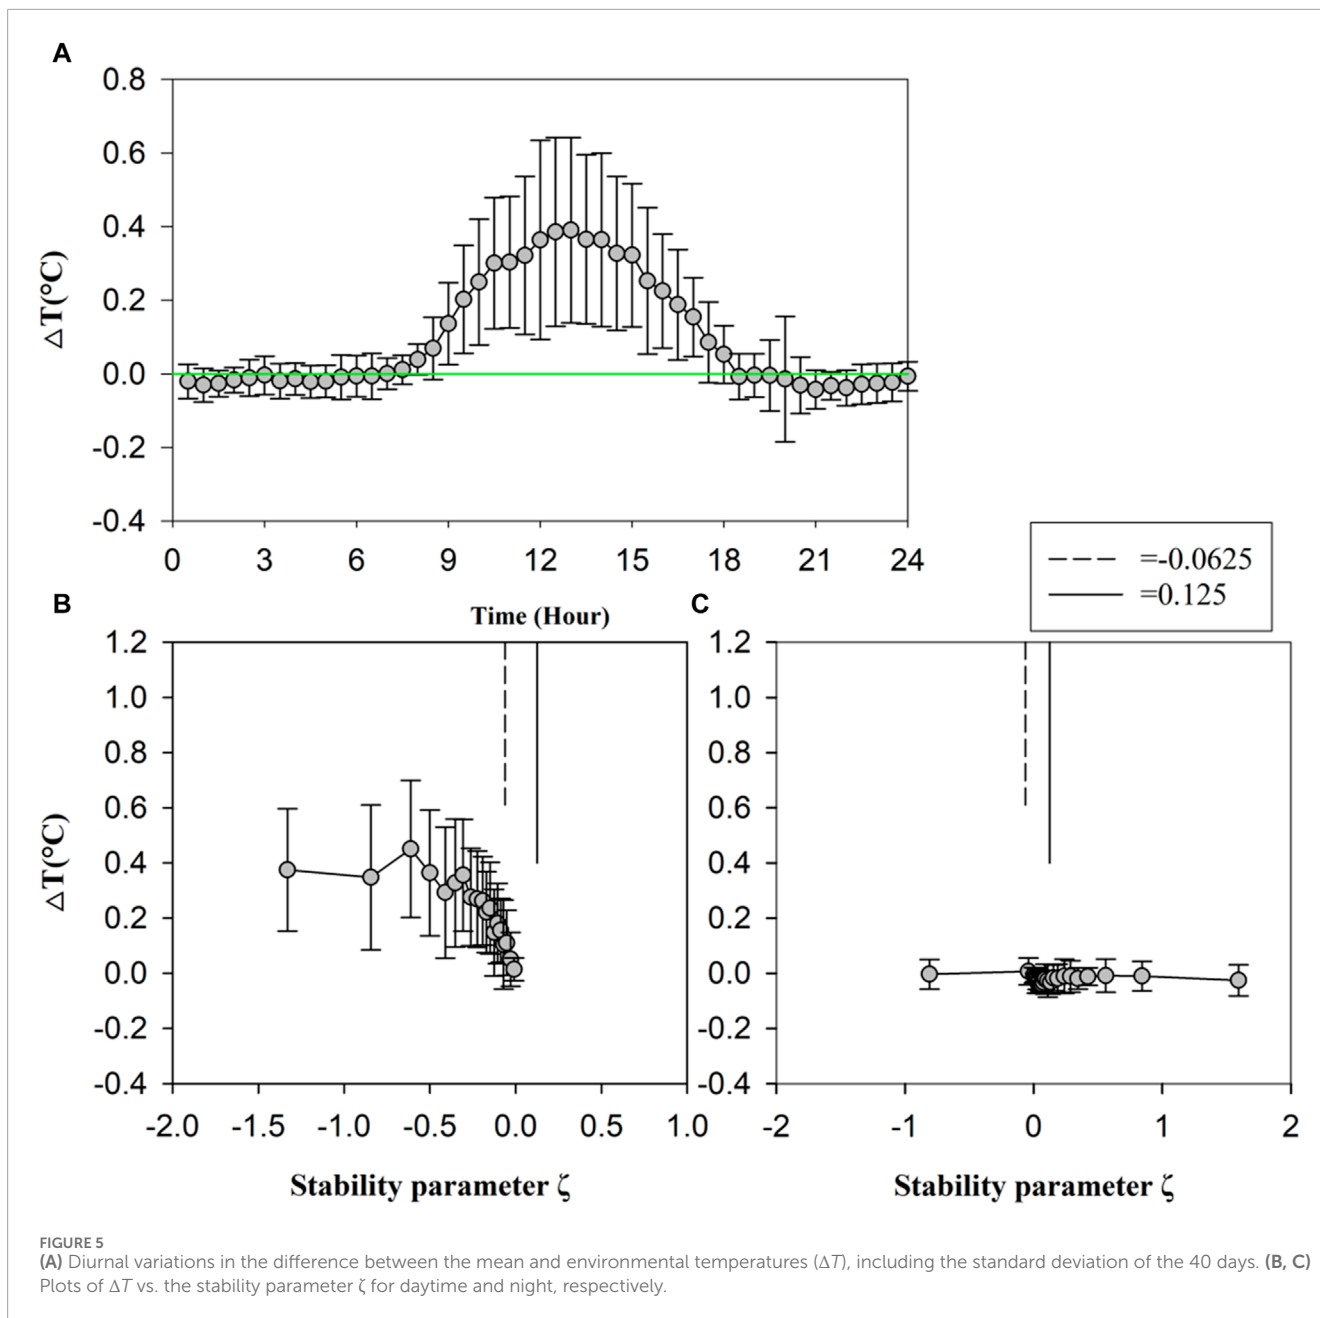 A
0.8
0.6
0.4
0.2
0.0
-0.2
-0.4
△T(°C)
0 3 6 9 12 15 18 21 24
Time (Hour)
=-0.0625
=0.125
B
1.2
1.0
0.8
0.6
0.4
0.2
0.0
-0.2
-0.4
△T(°C)
-2.0 -1.5 -1.0 -0.5 0.0 0.5 1.0
Stability parameter ζ
C
1.2
1.0
0.8
0.6
0.4
0.2
0.0
-0.2
-0.4
-2 -1 0 1 2
Stability parameter ζ
FIGURE 5
(A) Diurnal variations in the difference between the mean and environmental temperatures (ΔT), including the standard deviation of the 40 days. (B, C)
Plots of ΔT vs. the stability parameter ζ for daytime and night, respectively.